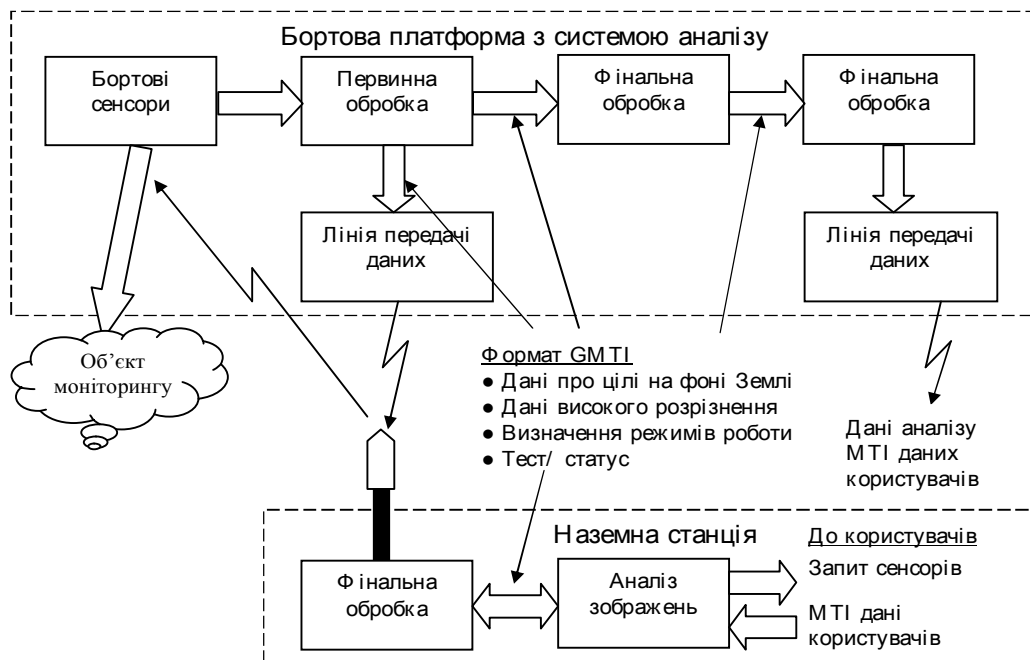 Бортова платформа з системою аналізу
Бортові
сенсори
Первинна
обробка
Фінальна
обробка
Фінальна
обробка
Лінія передачі
даних
Лінія передачі
даних
Об’єкт
моніторингу
Формат GMTI
● Дані про цілі на фоні Землі
● Дані високого розрізнення
● Визначення режимів роботи
● Тест/ статус
Дані аналізу
МТІ даних
користувачів
Наземна станція
Фінальна
обробка
Аналіз
зображень
До користувачів
Запит сенсорів
МТІ дані
користувачів